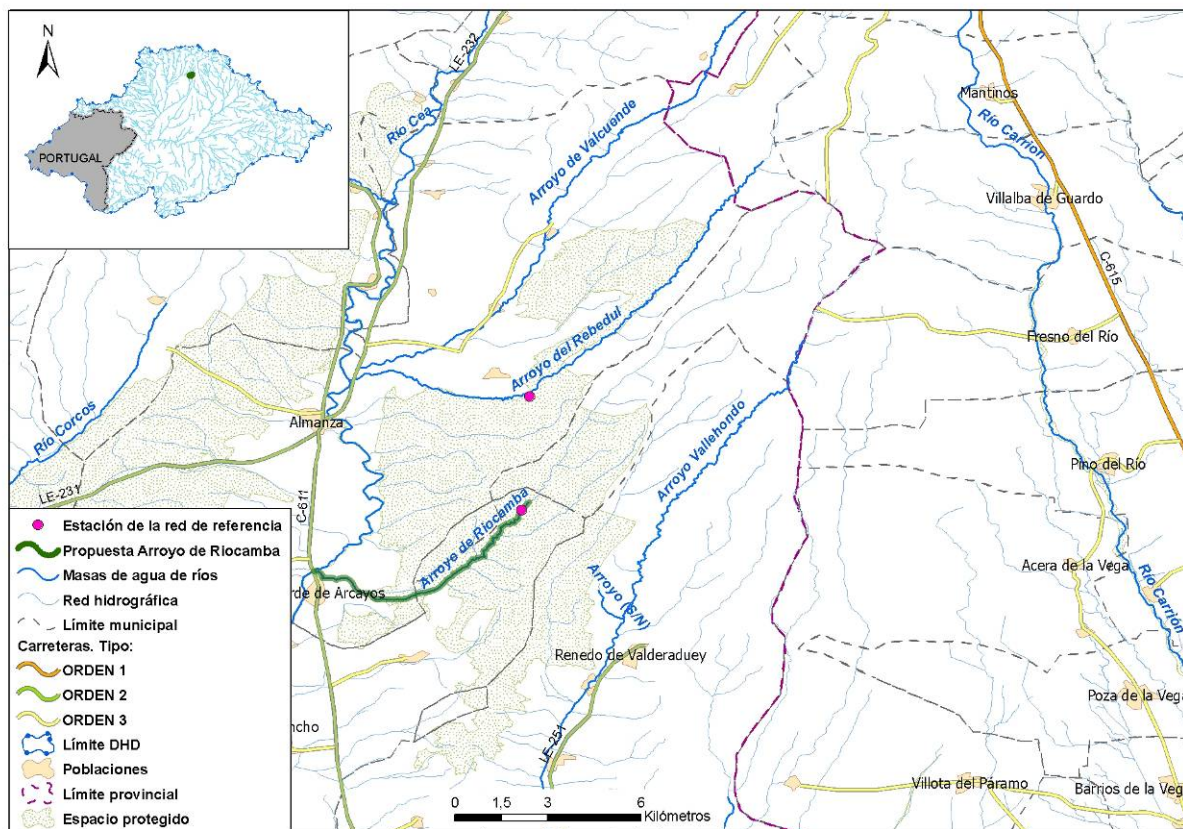 N
PORTUGAL
LE-232
Río Cea
Arroyo de Valcuende
Mantinos
Río Carrion
Villalba de Guardo
C-615
Fresno del Río
Arroyo del Rebedul
Río Corcos
Almanza
LE-231
C-611
Arroyo Vallehondo
Pino del Río
Arroyo de Riocamba
Acera de la Vega
Río Carrión
rde de Arcayos
Arroyo (S/N)
Renedo de Valderaduey
Poza de la Vega
ncho
LE-251
Villota del Páramo
Barrios de la Vega
Estación de la red de referencia
Propuesta Arroyo de Riocamba
Masas de agua de ríos
Red hidrográfica
Límite municipal
Carreteras. Tipo:
ORDEN 1
ORDEN 2
ORDEN 3
Límite DHD
Poblaciones
Límite provincial
Espacio protegido
0 1,5 3 6
Kilómetros